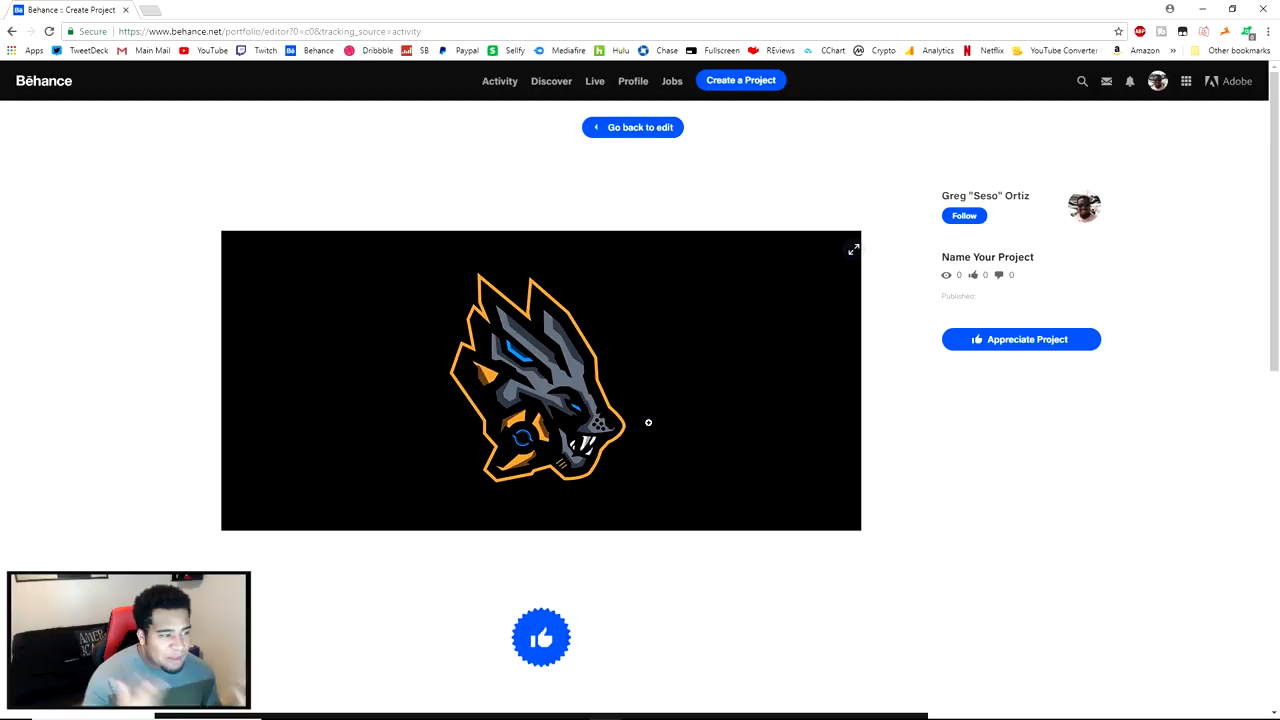 Behance :: Create Project
Secure
https://www.behance.net/portfolio/editor?0=c0&tracking_source=activity
Apps TweetDeck Main Mail YouTube Twitch Behance Dribbble SB Paypal Sellfy Mediafire Hulu Chase Fullscreen REviews CChart Crypto Analytics Netflix YouTube Converter Amazon » Other bookmarks
Bēhance Activity Discover Live Profile Jobs Create a Project Adobe
Go back to edit
Greg "Seso" Ortiz
Follow
Name Your Project
0 0 0
Published:
Appreciate Project